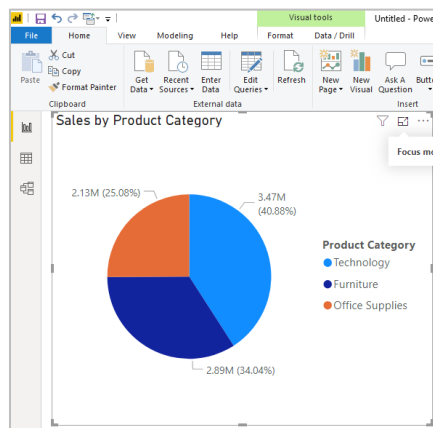 Visual tools
Untitled - Powe
File Home View Modeling Help Format Data / Drill
Paste
Cut
Copy
Format Painter
Get Data
Recent Sources
Enter Data
Edit Queries
Refresh
New Page
New Visual
Ask A Question
Butto
Clipboard
External data
Insert
Sales by Product Category
Focus mo
2.13M (25.08%)
3.47M
(40.88%)
2.89M (34.04%)
Product Category
Technology
Furniture
Office Supplies